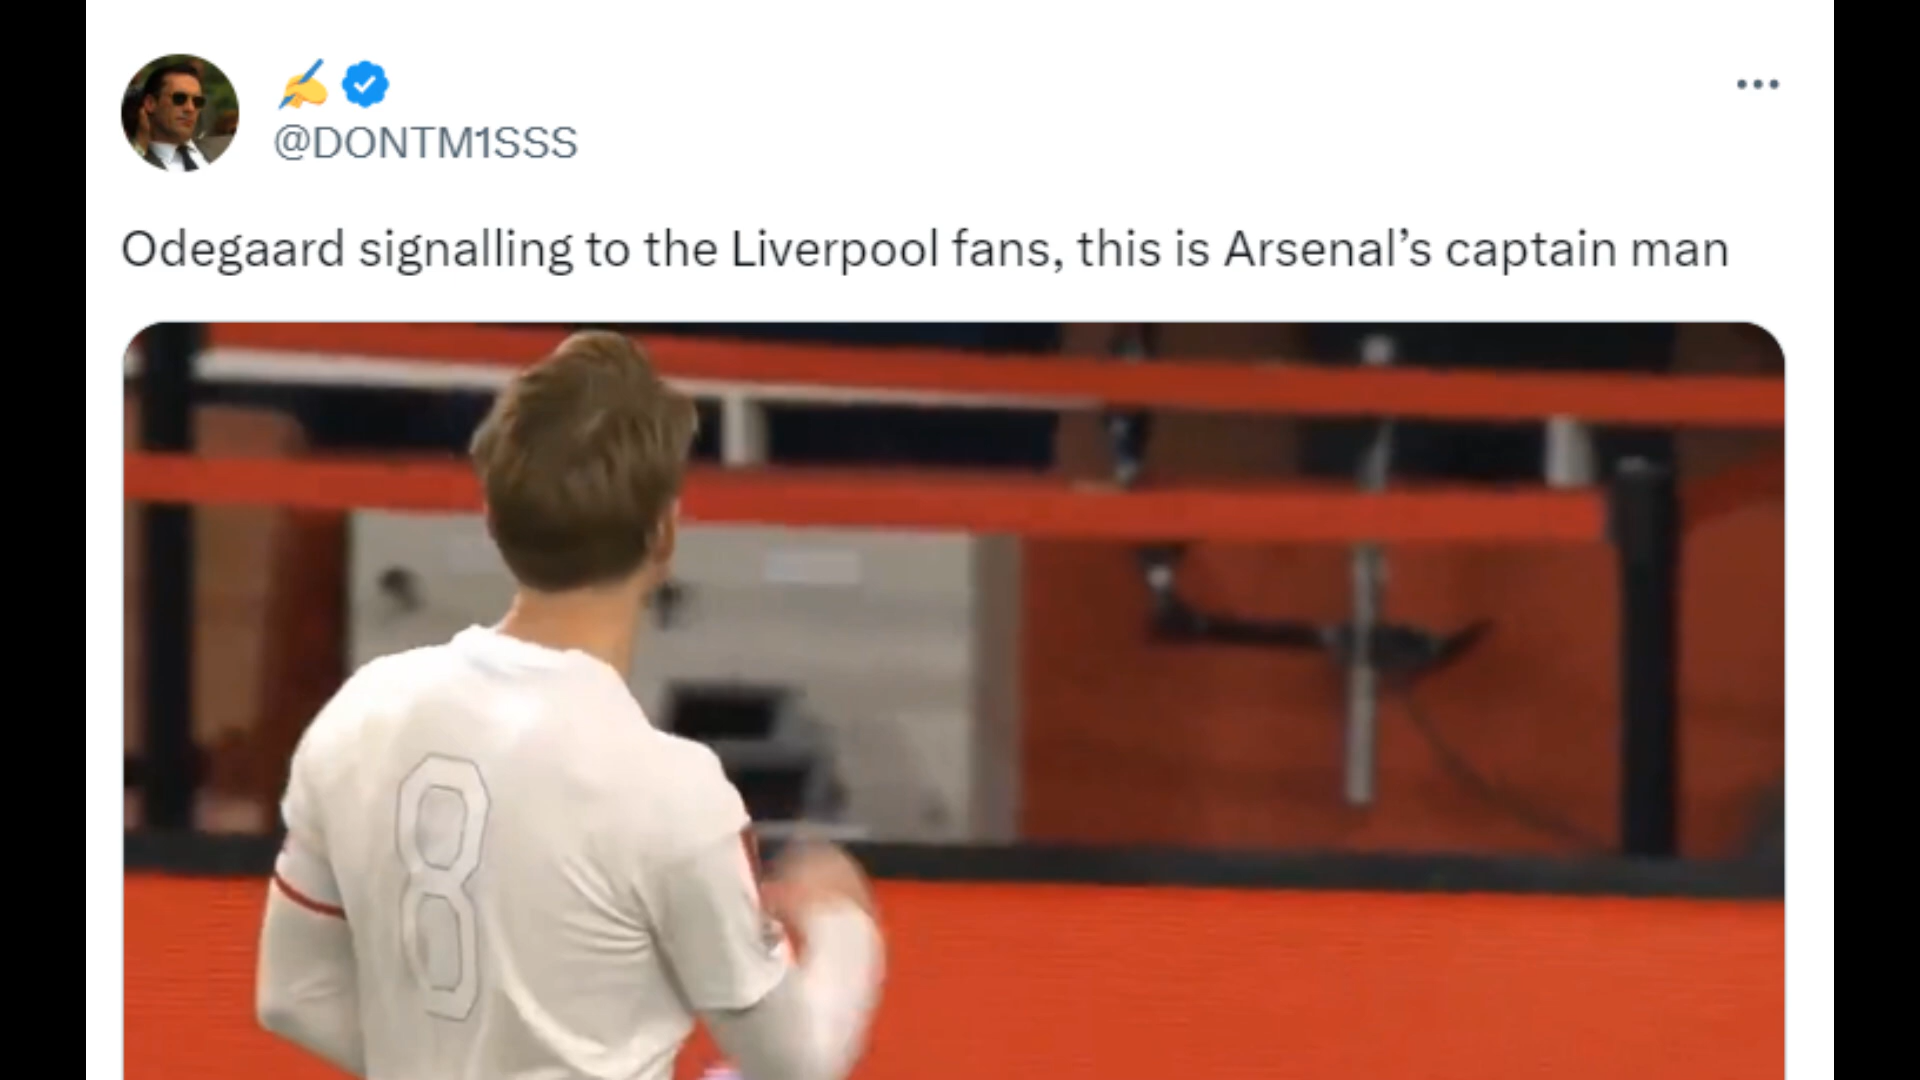 ✍️
@DONTM1SSS
Odegaard signalling to the Liverpool fans, this is Arsenal’s captain man
8